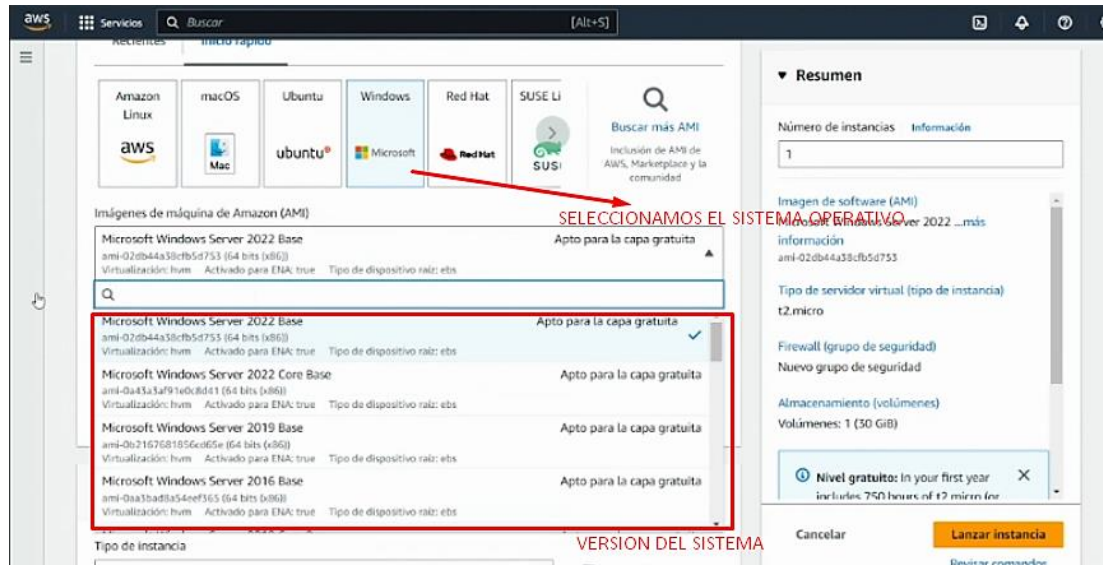 aws
Servicios
Buscar
[Alt+S]
Recientes
Inicio rápido
Amazon
Linux
aws
macOS
Mac
Ubuntu
ubuntu
Windows
Microsoft
Red Hat
Red Hat
SUSE Li
SUS
Buscar más AMI
Inclusión de AMI de
AWS, Marketplace y la
comunidad
SELECCIONAMOS EL SISTEMA OPERATIVO
Imágenes de máquina de Amazon (AMI)
Microsoft Windows Server 2022 Base
Apto para la capa gratuita
ami-02db44a38cfb5d753 (64 bits (x86))
Virtualización: hvm Activado para ENA: true Tipo de dispositivo raíz: ebs
Microsoft Windows Server 2022 Base
Apto para la capa gratuita
ami-02db44a38cfb5d753 (64 bits (x86))
Virtualización: hvm Activado para ENA: true Tipo de dispositivo raíz: ebs
Microsoft Windows Server 2022 Core Base
Apto para la capa gratuita
ami-0a43a3af91e0c8d41 (64 bits (x86))
Virtualización: hvm Activado para ENA: true Tipo de dispositivo raíz: ebs
Microsoft Windows Server 2019 Base
Apto para la capa gratuita
ami-0b2167681856cd65e (64 bits (x86))
Virtualización: hvm Activado para ENA: true Tipo de dispositivo raíz: ebs
Microsoft Windows Server 2016 Base
Apto para la capa gratuita
ami-0aa3bad8a54eef365 (64 bits (x86))
Virtualización: hvm Activado para ENA: true Tipo de dispositivo raíz: ebs
VERSION DEL SISTEMA
Tipo de instancia
Resumen
Número de instancias Información
1
Imagen de software (AMI)
Microsoft Windows Server 2022 ...más
información
ami-02db44a38cfb5d753
Tipo de servidor virtual (tipo de instancia)
t2.micro
Firewall (grupo de seguridad)
Nuevo grupo de seguridad
Almacenamiento (volúmenes)
Volúmenes: 1 (30 GiB)
Nivel gratuito: In your first year
includes 750 hours of t2.micro (or
Cancelar
Lanzar instancia
Revisar comandos